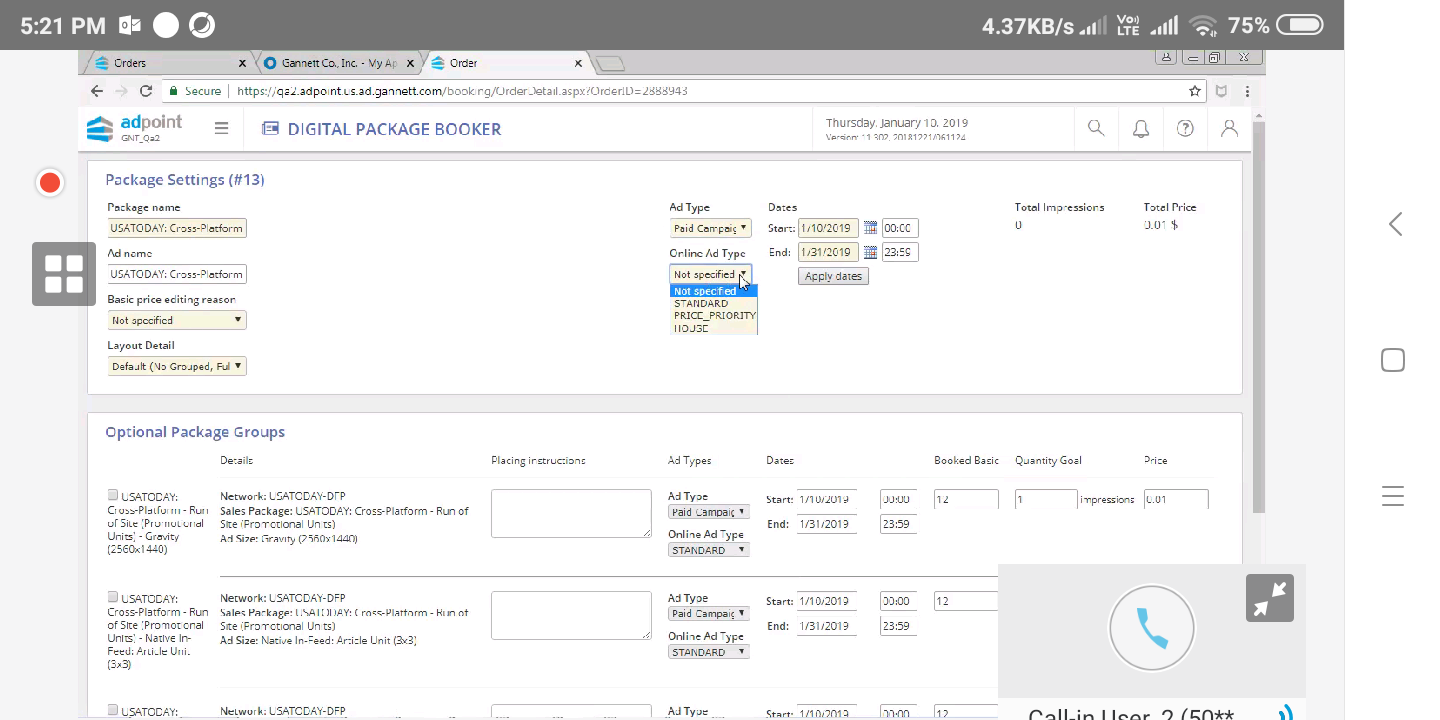 5:21 PM
4.37KB/s
Vo))
LTE
75%
Orders
Gannett Co., Inc. - My Ap
Order
Secure
https://qa2.adpoint.us.ad.gannett.com/booking/OrderDetail.aspx?OrderID=2888943
adpoint
GNT_Qa2
DIGITAL PACKAGE BOOKER
Thursday, January 10, 2019
Version: 11.302, 20181221/061124
Package Settings (#13)
Package name
Ad Type
Dates
Total Impressions
Total Price
USATODAY: Cross-Platform
Paid Campaig
Start: 1/10/2019 00:00
0
0.01 $
Ad name
Online Ad Type
End: 1/31/2019 23:59
USATODAY: Cross-Platform
Not specified
Apply dates
Not specified
STANDARD
PRICE_PRIORITY
HOUSE
Basic price editing reason
Not specified
Layout Detail
Default (No Grouped, Ful
Optional Package Groups
Details
Placing instructions
Ad Types
Dates
Booked Basic
Quantity Goal
Price
USATODAY:
Cross-Platform - Run
of Site (Promotional
Units) - Gravity
(2560x1440)
Network: USATODAY-DFP
Sales Package: USATODAY: Cross-Platform - Run of
Site (Promotional Units)
Ad Size: Gravity (2560x1440)
Ad Type
Paid Campaig
Online Ad Type
STANDARD
Start: 1/10/2019 00:00
End: 1/31/2019 23:59
12
1 impressions
0.01
USATODAY:
Cross-Platform - Run
of Site (Promotional
Units) - Native In-
Feed: Article Unit
(3x3)
Network: USATODAY-DFP
Sales Package: USATODAY: Cross-Platform - Run of
Site (Promotional Units)
Ad Size: Native In-Feed: Article Unit (3x3)
Ad Type
Paid Campaig
Online Ad Type
STANDARD
Start: 1/10/2019 00:00
End: 1/31/2019 23:59
12
USATODAY:
Network: USATODAY-DFP
Ad Type
Start: 1/10/2019 00:00
12
Call-in User_2 (50**